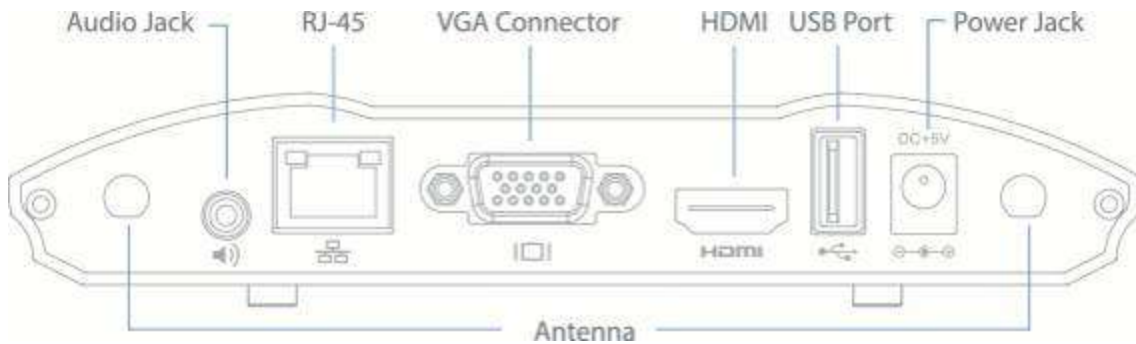 Audio Jack
RJ-45
VGA Connector
HDMI
USB Port
Power Jack
DC+5V
HDMI
Antenna